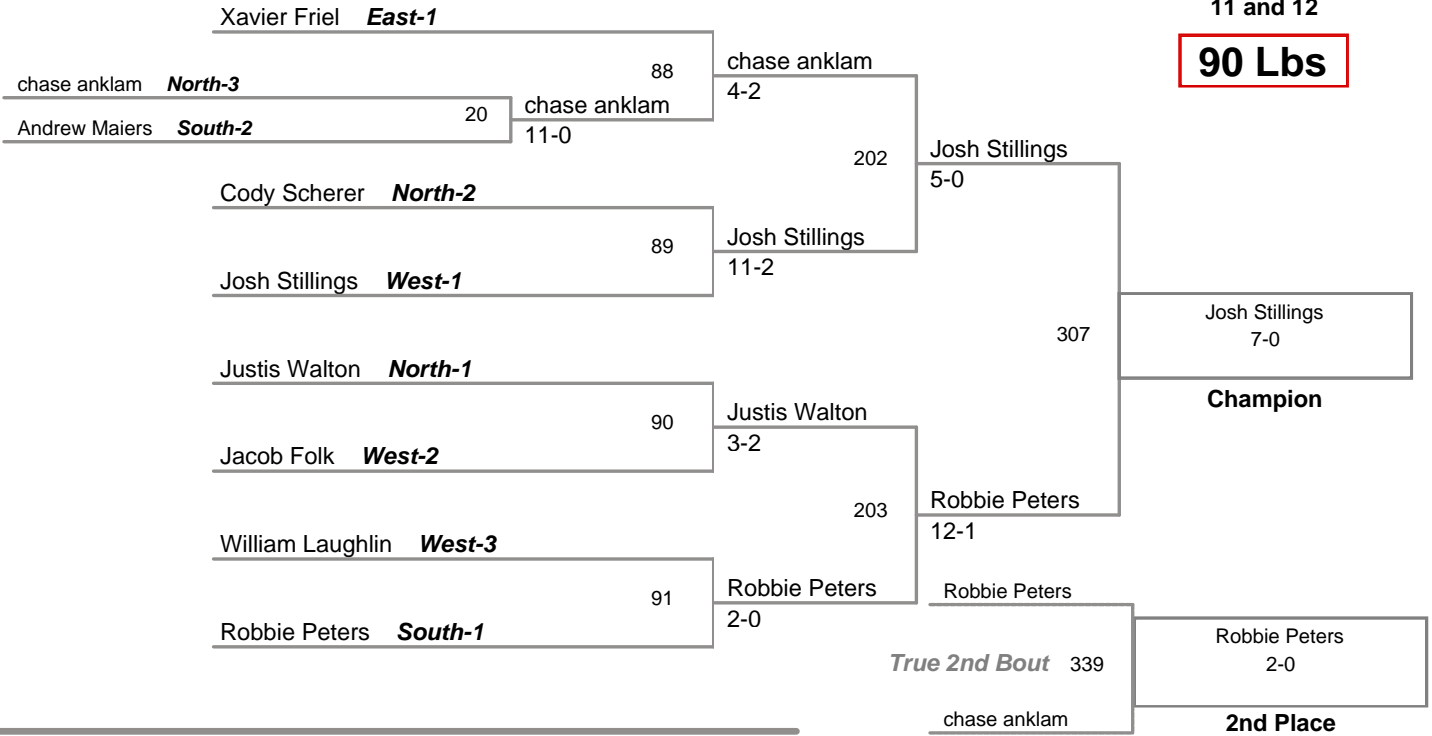 11 and 12
90 Lbs
Xavier Friel East-1
chase anklam North-3
Andrew Maiers South-2
20
chase anklam
11-0
88
chase anklam
4-2
Cody Scherer North-2
Josh Stillings West-1
89
Josh Stillings
11-2
202
Josh Stillings
5-0
Justis Walton North-1
Jacob Folk West-2
90
Justis Walton
3-2
William Laughlin West-3
Robbie Peters South-1
91
Robbie Peters
2-0
203
Robbie Peters
12-1
307
Josh Stillings
7-0
Champion
Robbie Peters
True 2nd Bout 339
chase anklam
Robbie Peters
2-0
2nd Place